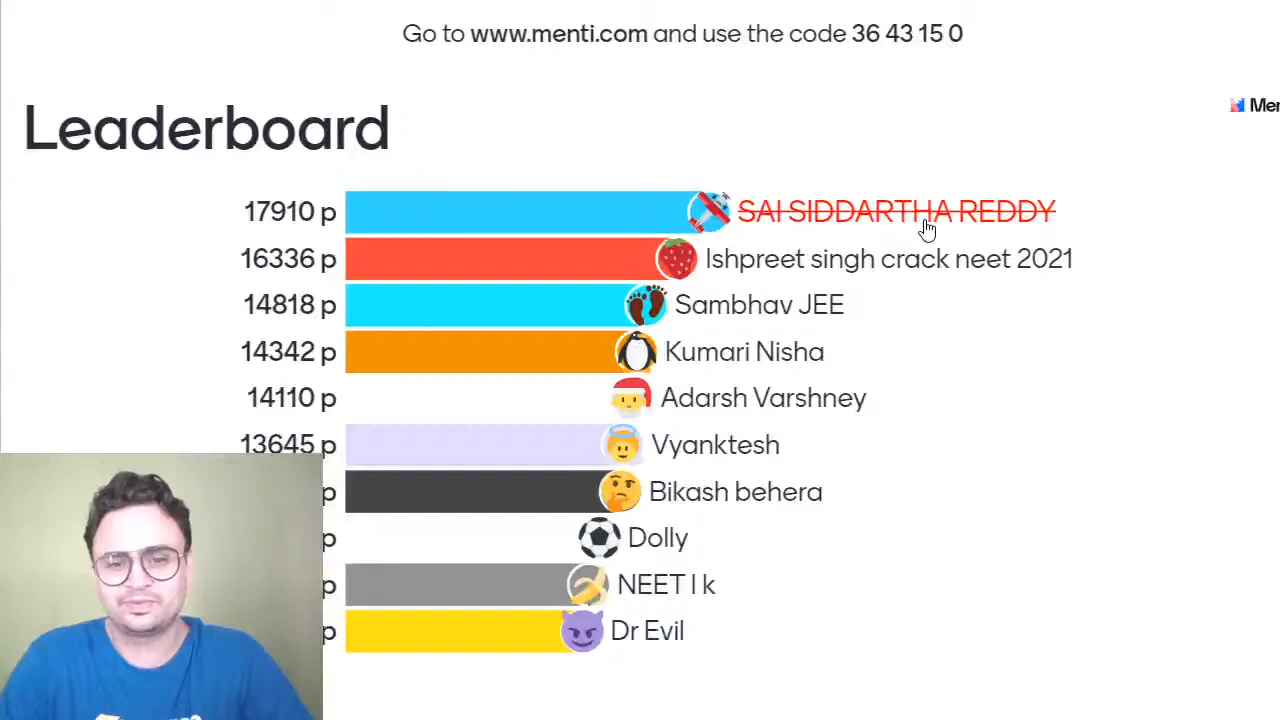 Go to www.menti.com and use the code 36 43 15 0
Men
Leaderboard
17910 p SAI SIDDARTHA REDDY
16336 p Ishpreet singh crack neet 2021
14818 p Sambhav JEE
14342 p Kumari Nisha
14110 p Adarsh Varshney
13645 p Vyanktesh
p Bikash behera
p Dolly
p NEET I k
p Dr Evil